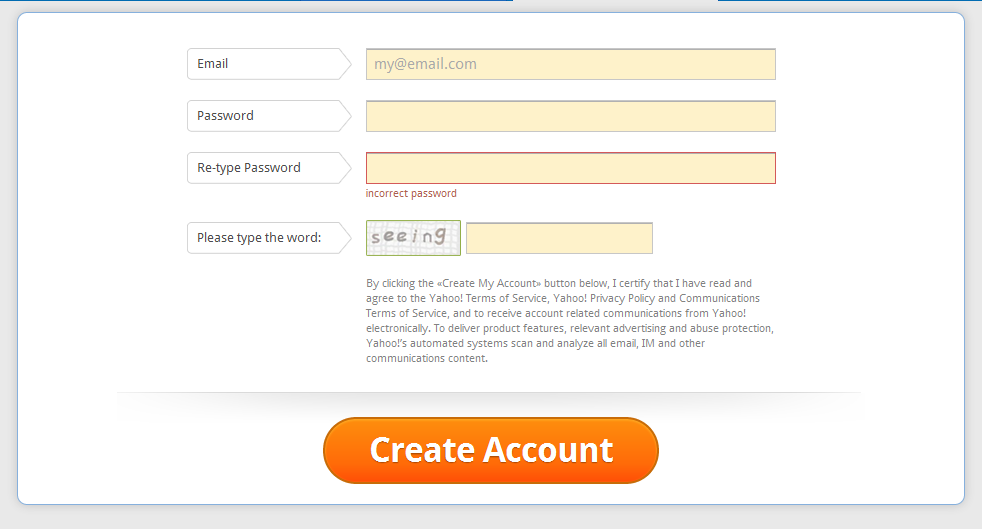 Email
my@email.com
Password
Re-type Password
incorrect password
Please type the word:
seeing
By clicking the «Create My Account» button below, I certify that I have read and
agree to the Yahoo! Terms of Service, Yahoo! Privacy Policy and Communications
Terms of Service, and to receive account related communications from Yahoo!
electronically. To deliver product features, relevant advertising and abuse protection,
Yahoo!'s automated systems scan and analyze all email, IM and other
communications content.
Create Account